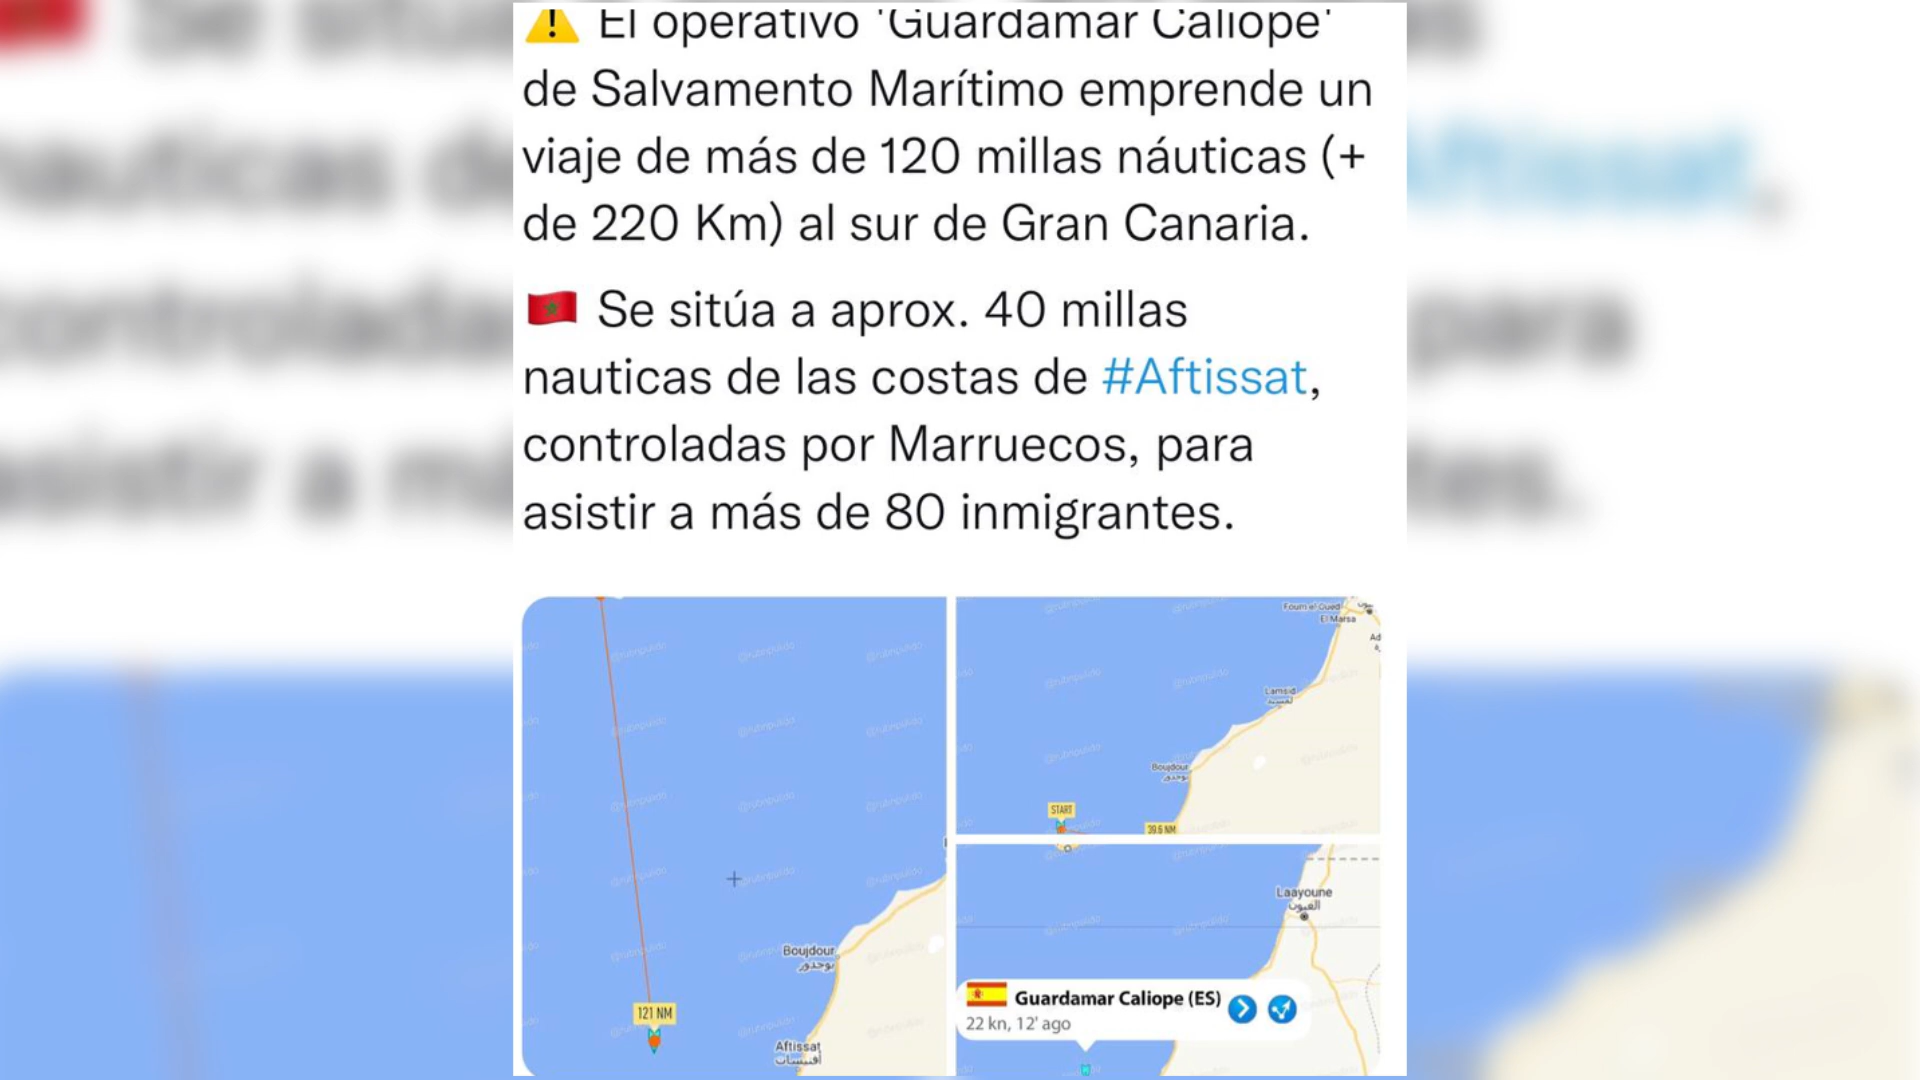 El operativo 'Guardamar Caliope'
de Salvamento Marítimo emprende un
viaje de más de 120 millas náuticas (+
de 220 Km) al sur de Gran Canaria.
Se sitúa a aprox. 40 millas
nauticas de las costas de #Aftissat,
controladas por Marruecos, para
asistir a más de 80 inmigrantes.
Boujdour
بوجدور
121 NM
Aftissat
أفتيسات
Foum el Oued
El Marsa
Lamsid
لمسيد
Boujdour
بوجدور
START
39.6 NM
Laayoune
العيون
Guardamar Caliope (ES)
22 kn, 12' ago
@rubnpulido